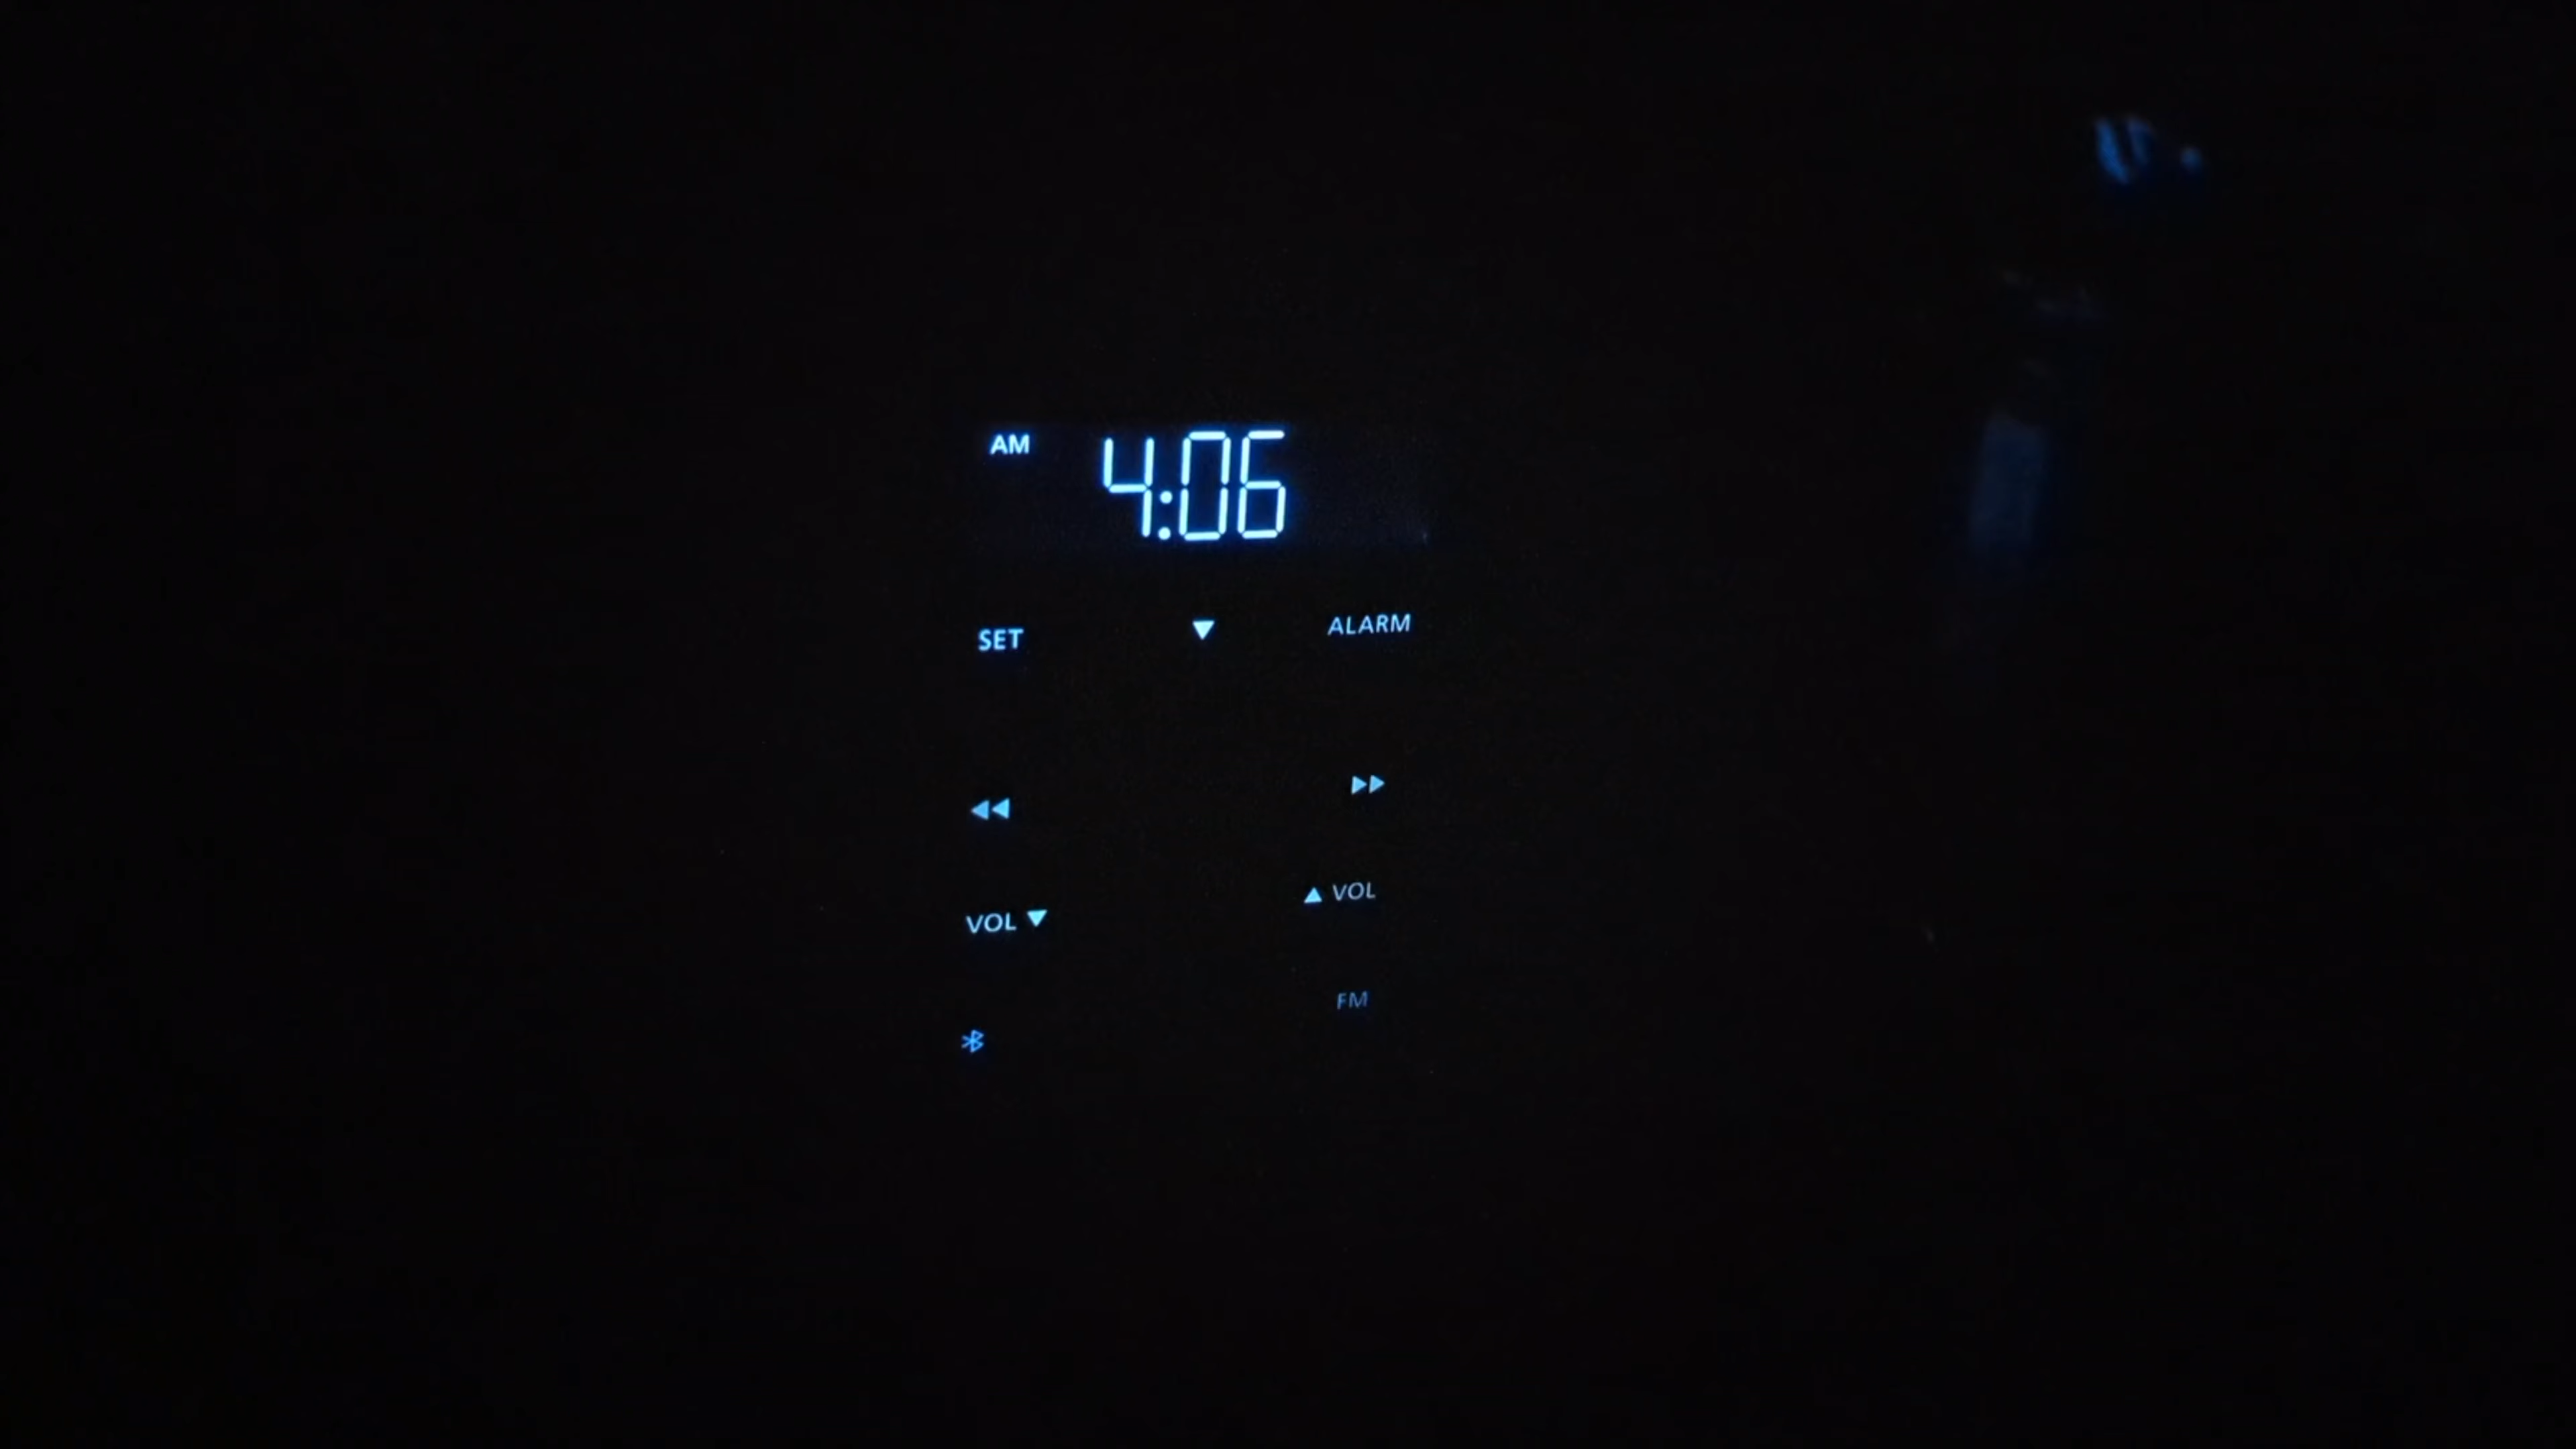 AM 4:06
SET ▼ ALARM
◀◀ ▶▶
VOL ▼ ▲ VOL
FM